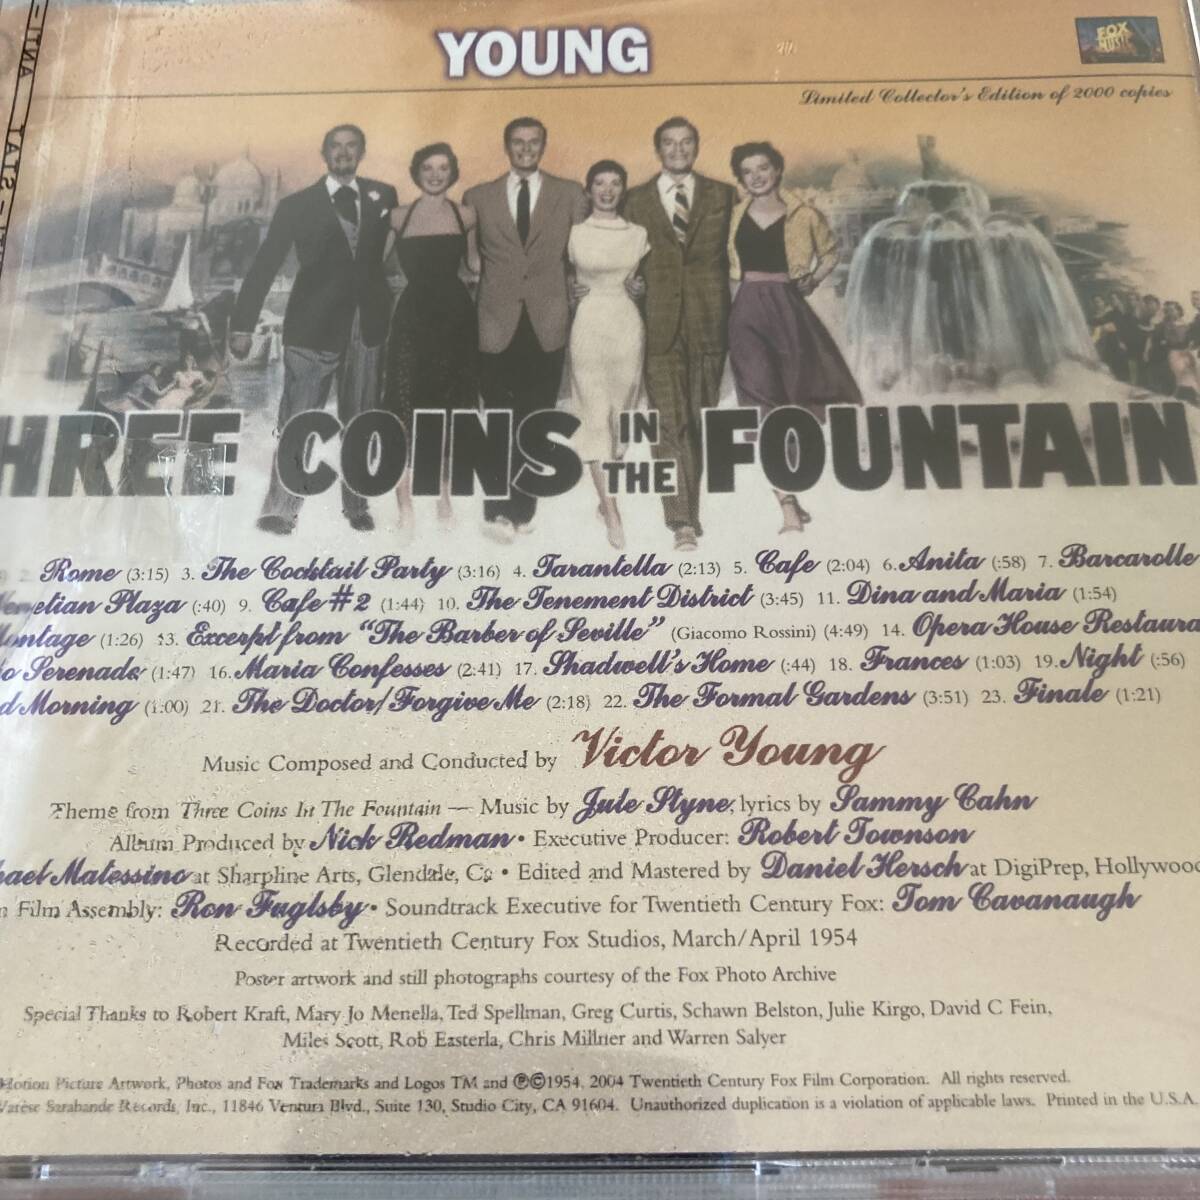 YOUNG
FOX MUSIC
Limited Collector's Edition of 2000 copies
HREE COINS IN THE FOUNTAIN
2. Rome (3:15) 3. The Cocktail Party (3:16) 4. Tarantella (2:13) 5. Cafe (2:04) 6. Anita (:58) 7. Barcarolle
Venetian Plaza (:40) 9. Cafe #2 (1:44) 10. The Tenement District (3:45) 11. Dina and Maria (1:54)
Montage (1:26) 13. Excerpt from "The Barber of Seville" (Giacomo Rossini) (4:49) 14. Opera House Restaura
o Serenade (1:47) 16. Maria Confesses (2:41) 17. Shadwell's Home (:44) 18. Frances (1:03) 19. Night (:56)
d Morning (1:00) 21. The Doctor/Forgive Me (2:18) 22. The Formal Gardens (3:51) 23. Finale (1:21)
Music Composed and Conducted by Victor Young
Theme from Three Coins In The Fountain — Music by Jule Styne, lyrics by Sammy Cahn
Album Produced by Nick Redman • Executive Producer: Robert Townson
hael Matessino at Sharpline Arts, Glendale, Ca • Edited and Mastered by Daniel Hersch at DigiPrep, Hollywood
n Film Assembly: Ron Fuglsby • Soundtrack Executive for Twentieth Century Fox: Tom Cavanaugh
Recorded at Twentieth Century Fox Studios, March/April 1954
Poster artwork and still photographs courtesy of the Fox Photo Archive
Special Thanks to Robert Kraft, Mary Jo Menella, Ted Spellman, Greg Curtis, Schawn Belston, Julie Kirgo, David C Fein,
Miles Scott, Rob Easterla, Chris Millner and Warren Salyer
Motion Picture Artwork, Photos and Fox Trademarks and Logos TM and ℗©1954, 2004 Twentieth Century Fox Film Corporation. All rights reserved.
Varèse Sarabande Records, Inc., 11846 Ventura Blvd., Suite 130, Studio City, CA 91604. Unauthorized duplication is a violation of applicable laws. Printed in the U.S.A.